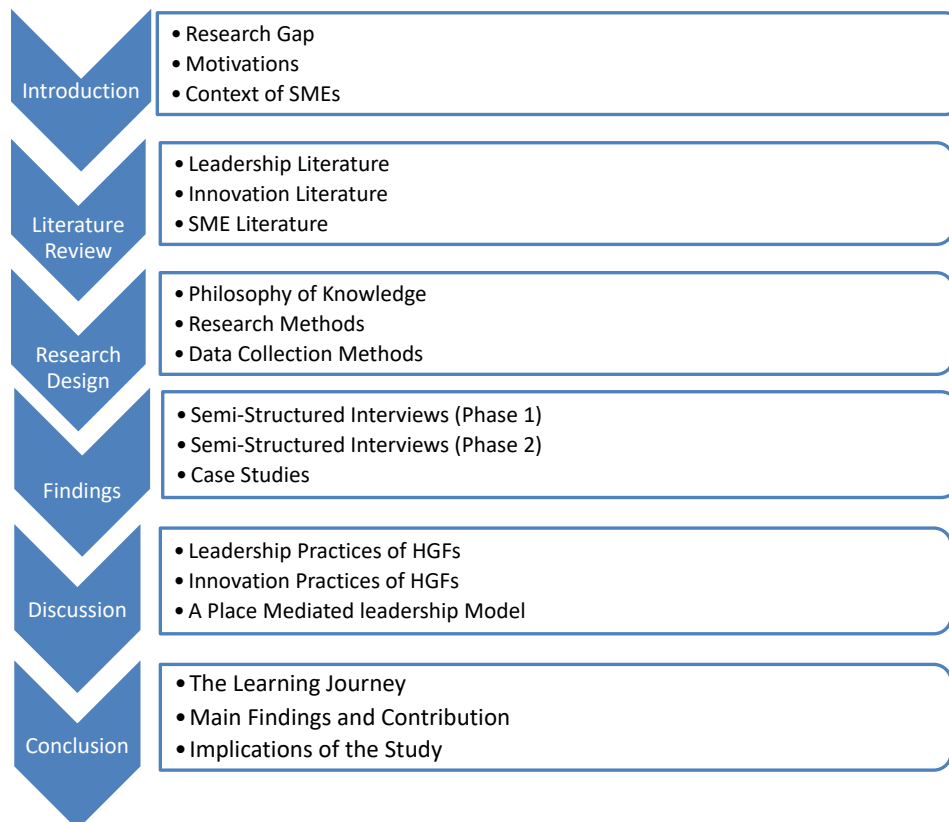 Introduction
• Research Gap
• Motivations
• Context of SMEs
Literature
Review
• Leadership Literature
• Innovation Literature
• SME Literature
Research
Design
• Philosophy of Knowledge
• Research Methods
• Data Collection Methods
Findings
• Semi-Structured Interviews (Phase 1)
• Semi-Structured Interviews (Phase 2)
• Case Studies
Discussion
• Leadership Practices of HGFs
• Innovation Practices of HGFs
• A Place Mediated leadership Model
Conclusion
• The Learning Journey
• Main Findings and Contribution
• Implications of the Study